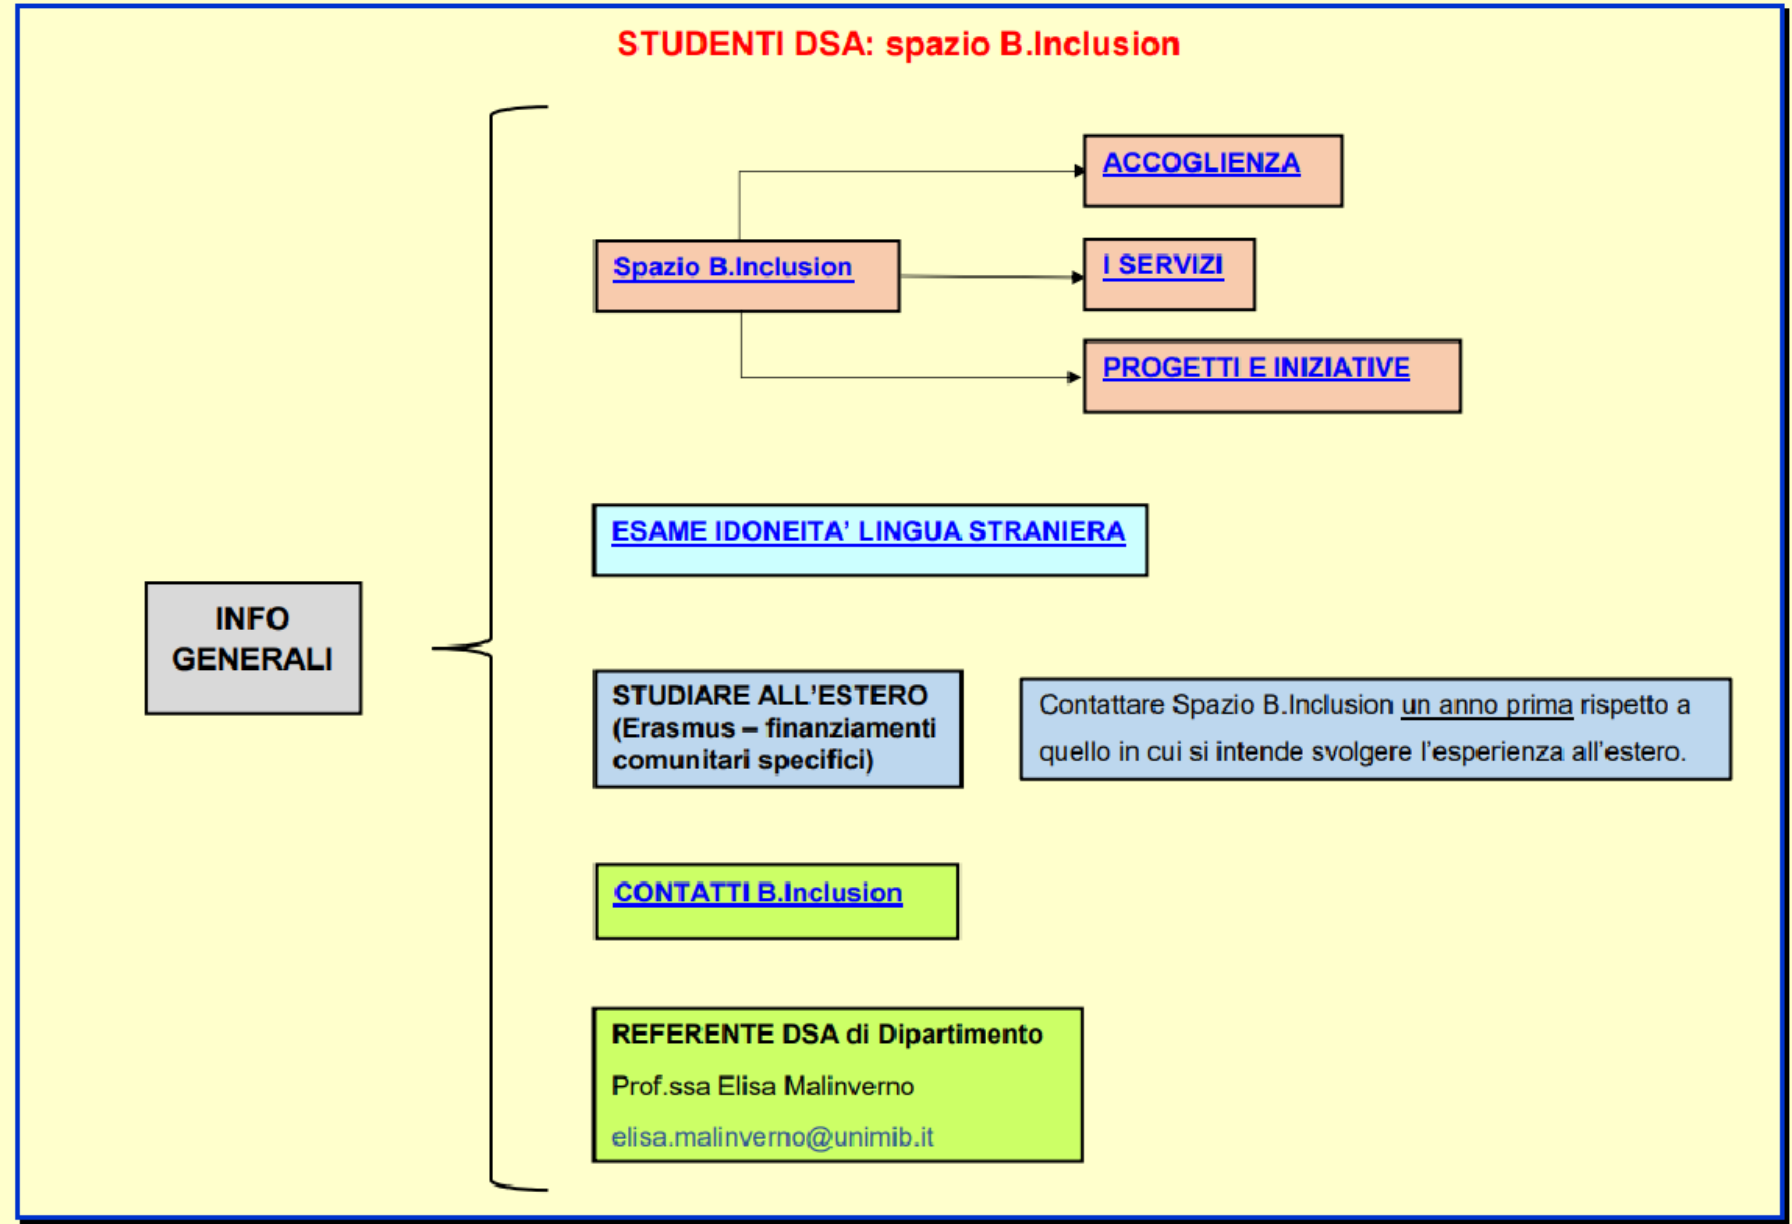 STUDENTI DSA: spazio B.Inclusion
ACCOGLIENZA
Spazio B.Inclusion
I SERVIZI
PROGETTI E INIZIATIVE
ESAME IDONEITA’ LINGUA STRANIERA
INFO
GENERALI
STUDIARE ALL’ESTERO
(Erasmus – finanziamenti
comunitari specifici)
Contattare Spazio B.Inclusion un anno prima rispetto a
quello in cui si intende svolgere l’esperienza all’estero.
CONTATTI B.Inclusion
REFERENTE DSA di Dipartimento
Prof.ssa Elisa Malinverno
elisa.malinverno@unimib.it